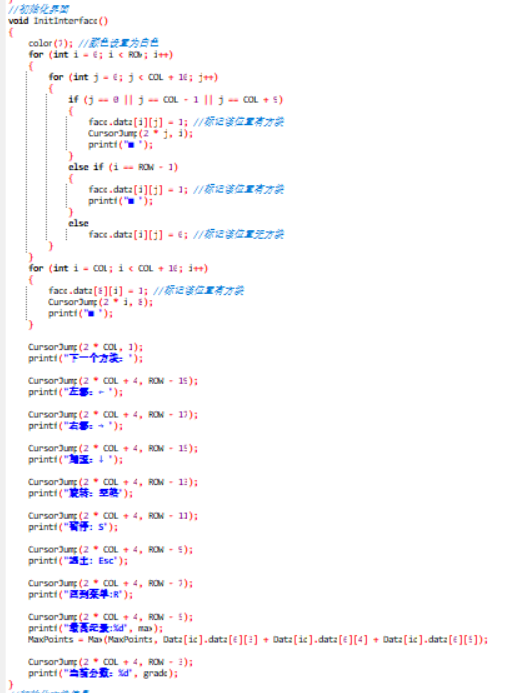 //初始化界面
void InitInterface()
{
color(7); //颜色设置为白色
for (int i = 0; i < ROW; i++)
{
for (int j = 0; j < COL + 10; j++)
{
if (j == 0 || j == COL - 1 || j == COL + 9)
{
face.data[i][j] = 1; //标记该位置有方块
CursorJump(2 * j, i);
printf("■");
}
else if (i == ROW - 1)
{
face.data[i][j] = 1; //标记该位置有方块
printf("■");
}
else
face.data[i][j] = 0; //标记该位置无方块
}
}
for (int i = COL; i < COL + 10; i++)
{
face.data[8][i] = 1; //标记该位置有方块
CursorJump(2 * i, 8);
printf("■");
}
CursorJump(2 * COL, 1);
printf("下一个方块：");
CursorJump(2 * COL + 4, ROW - 19);
printf("左移：←");
CursorJump(2 * COL + 4, ROW - 17);
printf("右移：→");
CursorJump(2 * COL + 4, ROW - 15);
printf("加速：↓");
CursorJump(2 * COL + 4, ROW - 13);
printf("旋转：空格");
CursorJump(2 * COL + 4, ROW - 11);
printf("暂停: S");
CursorJump(2 * COL + 4, ROW - 9);
printf("退出: Esc");
CursorJump(2 * COL + 4, ROW - 7);
printf("回到菜单:R");
CursorJump(2 * COL + 4, ROW - 5);
printf("最高纪录:%d", max);
MaxPoints = Max(MaxPoints, Data[ic].data[0][3] + Data[ic].data[0][4] + Data[ic].data[0][5]);
CursorJump(2 * COL + 4, ROW - 3);
printf("当前分数：%d", grade);
}